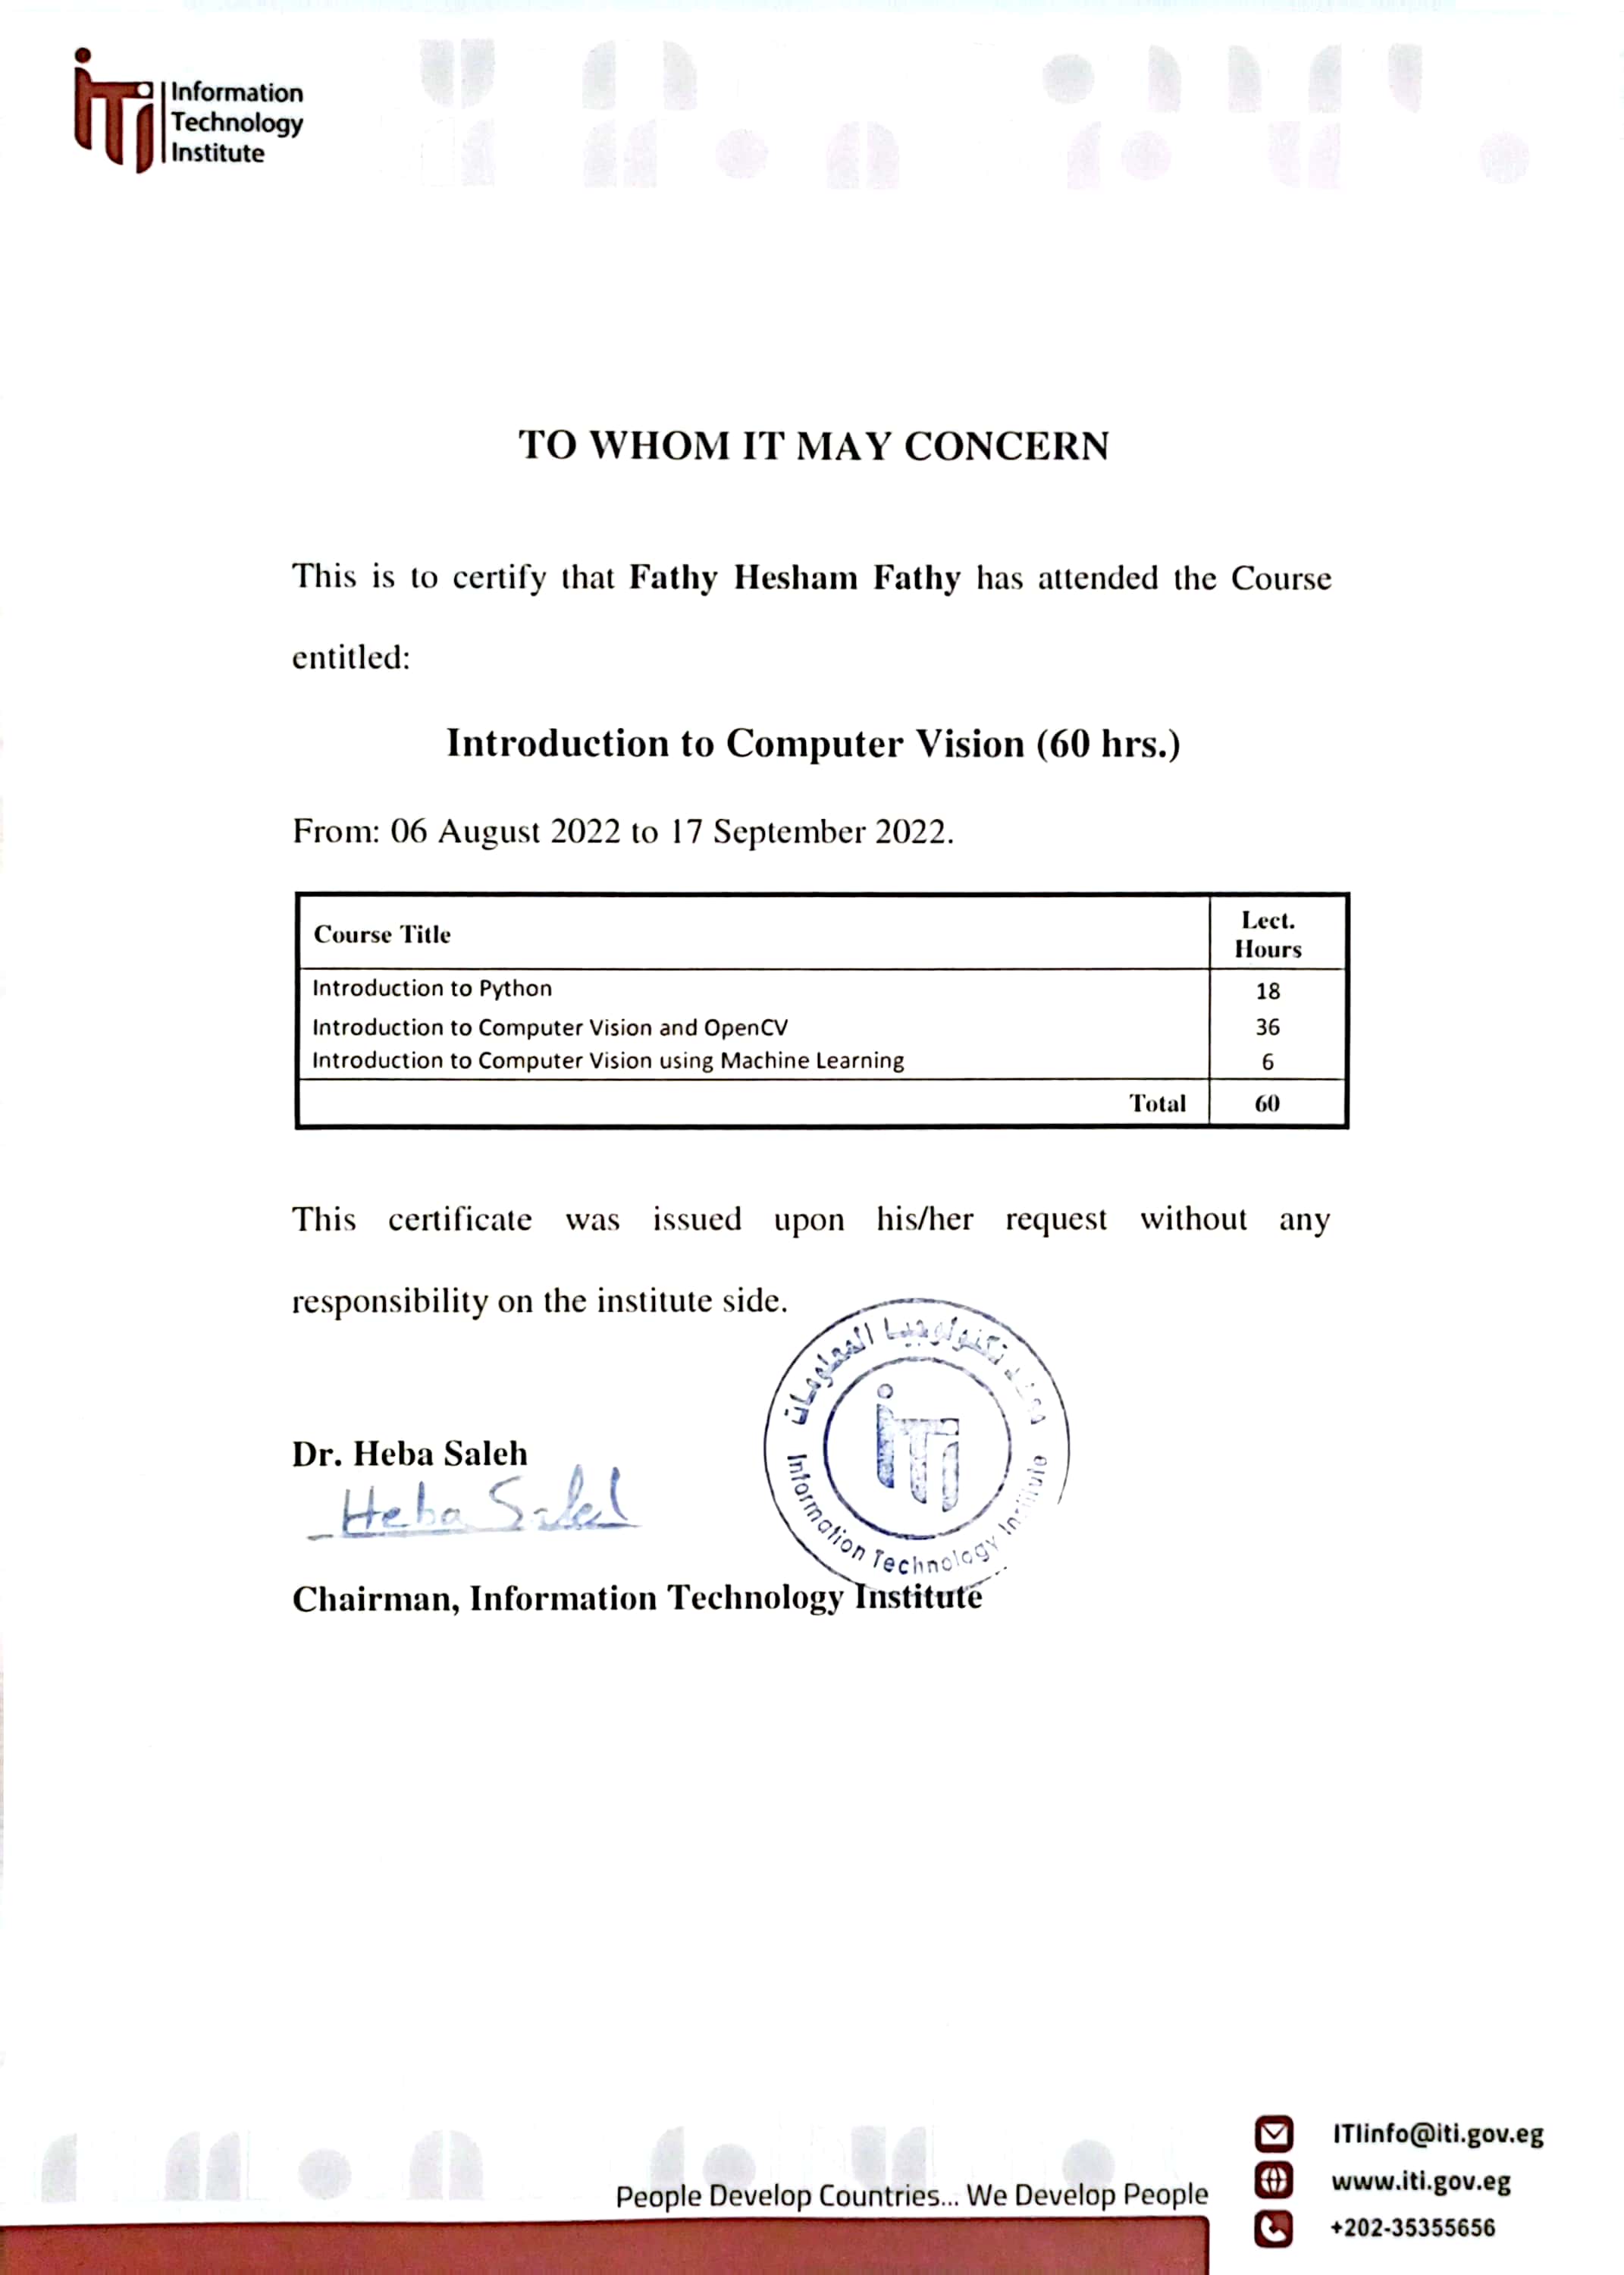 iTi
Information
Technology
Institute
TO WHOM IT MAY CONCERN
This is to certify that Fathy Hesham Fathy has attended the Course
entitled:
Introduction to Computer Vision (60 hrs.)
From: 06 August 2022 to 17 September 2022.
Course Title Lect. Hours
Introduction to Python 18
Introduction to Computer Vision and OpenCV 36
Introduction to Computer Vision using Machine Learning 6
Total 60
This certificate was issued upon his/her request without any
responsibility on the institute side.
معهد تكنولوجيا المعلومات
iTi
Information Technology Institute
Dr. Heba Saleh
Heba Saleh
Chairman, Information Technology Institute
People Develop Countries... We Develop People
ITIinfo@iti.gov.eg
www.iti.gov.eg
+202-35355656